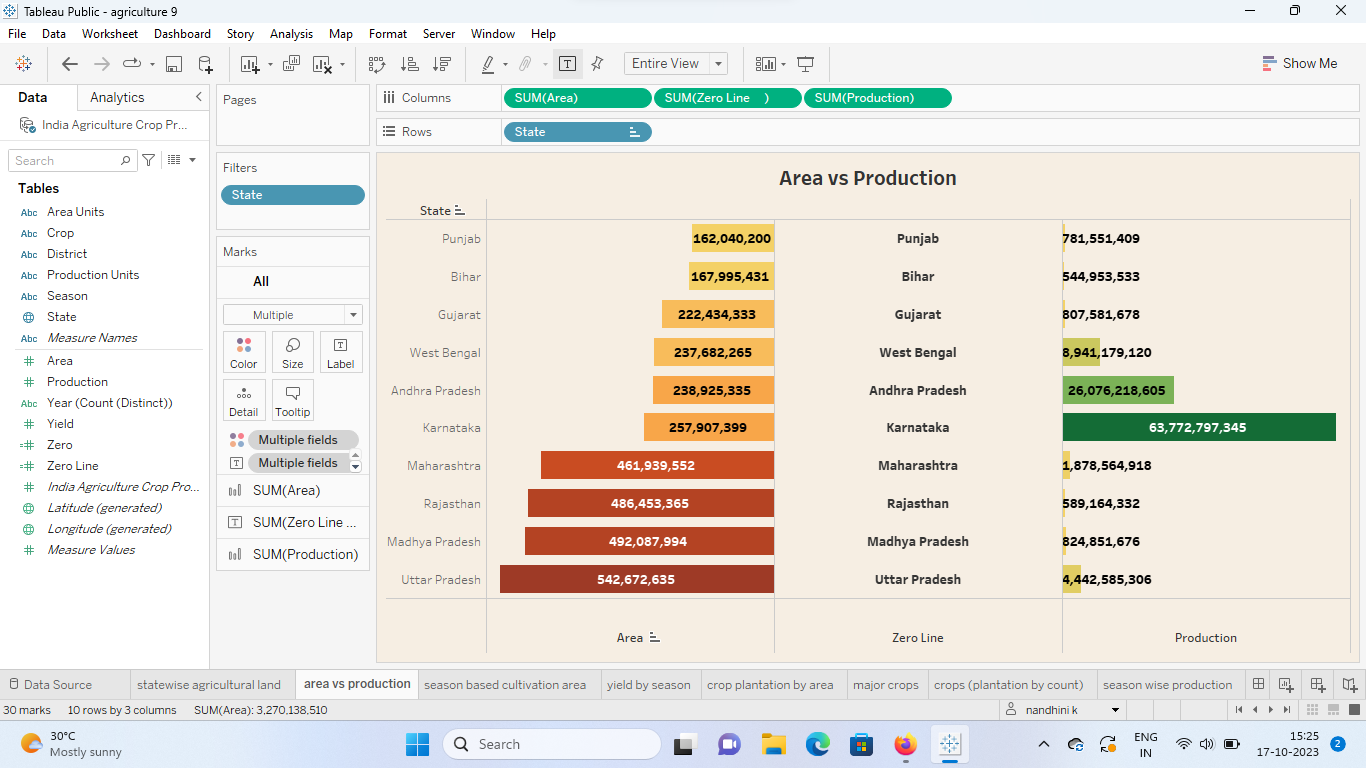 Tableau Public - agriculture 9
File Data Worksheet Dashboard Story Analysis Map Format Server Window Help
Entire View
Show Me
Data Analytics
India Agriculture Crop Pr...
Search
Tables
Abc Area Units
Abc Crop
Abc District
Abc Production Units
Abc Season
State
Abc Measure Names
Area
Production
Abc Year (Count (Distinct))
Yield
Zero
Zero Line
India Agriculture Crop Pro...
Latitude (generated)
Longitude (generated)
Measure Values
Pages
Filters
State
Marks
All
Multiple
Color Size Label
Detail Tooltip
Multiple fields
Multiple fields
SUM(Area)
SUM(Zero Line ...
SUM(Production)
Columns SUM(Area) SUM(Zero Line ) SUM(Production)
Rows State
Area vs Production
State
Punjab 162,040,200 Punjab 781,551,409
Bihar 167,995,431 Bihar 544,953,533
Gujarat 222,434,333 Gujarat 807,581,678
West Bengal 237,682,265 West Bengal 8,941,179,120
Andhra Pradesh 238,925,335 Andhra Pradesh 26,076,218,605
Karnataka 257,907,399 Karnataka 63,772,797,345
Maharashtra 461,939,552 Maharashtra 1,878,564,918
Rajasthan 486,453,365 Rajasthan 589,164,332
Madhya Pradesh 492,087,994 Madhya Pradesh 824,851,676
Uttar Pradesh 542,672,635 Uttar Pradesh 4,442,585,306
Area Zero Line Production
Data Source statewise agricultural land area vs production season based cultivation area yield by season crop plantation by area major crops crops (plantation by count) season wise production
30 marks 10 rows by 3 columns SUM(Area): 3,270,138,510 nandhini k
30°C
Mostly sunny
Search
ENG
IN
15:25
17-10-2023
2